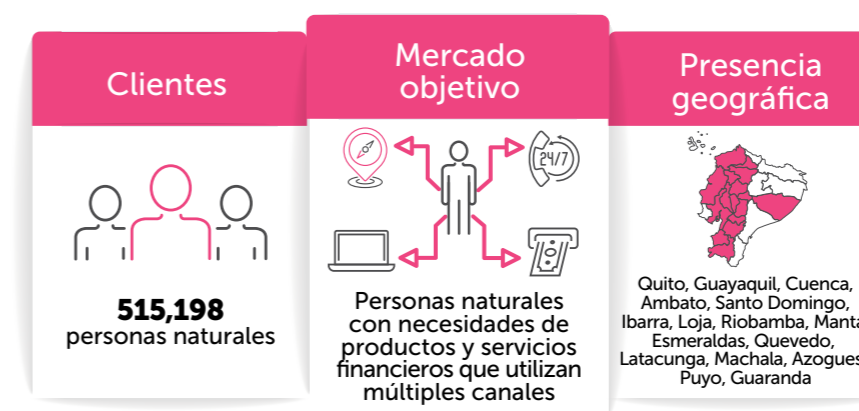 Clientes
515,198
personas naturales
Mercado
objetivo
24/7
Personas naturales
con necesidades de
productos y servicios
financieros que utilizan
múltiples canales
Presencia
geográfica
Quito, Guayaquil, Cuenca,
Ambato, Santo Domingo,
Ibarra, Loja, Riobamba, Manta
Esmeraldas, Quevedo,
Latacunga, Machala, Azogues
Puyo, Guaranda